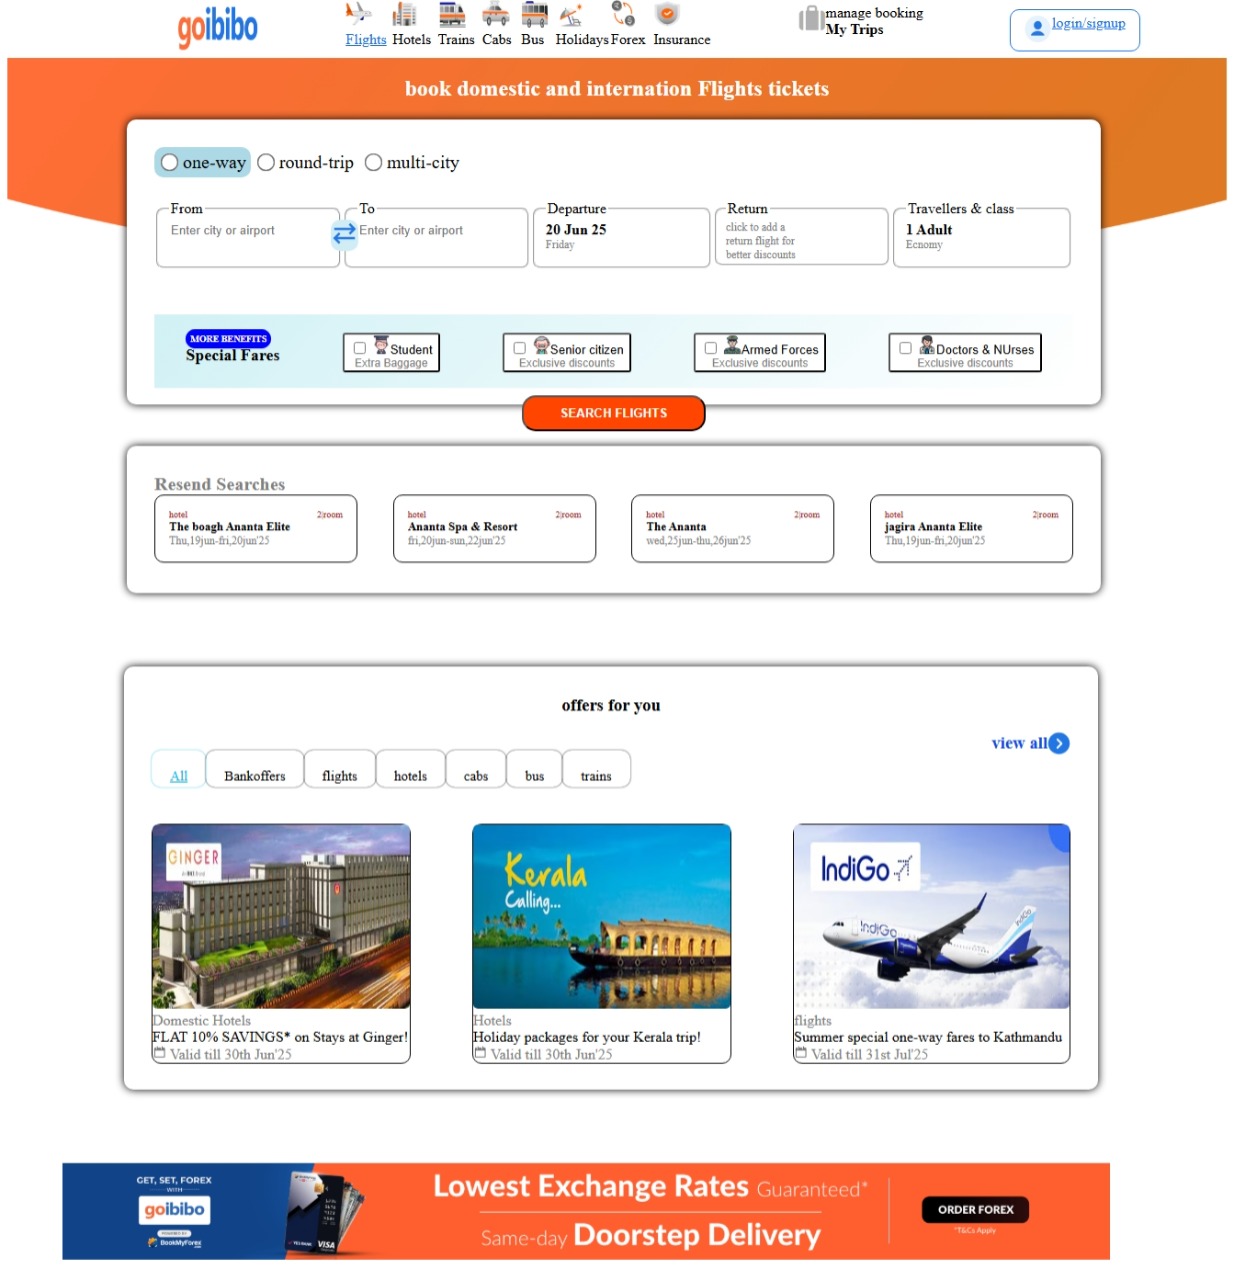 goibibo
Flights Hotels Trains Cabs Bus Holidays Forex Insurance
manage booking
My Trips
login/signup
book domestic and internation Flights tickets
one-way round-trip multi-city
From To Departure Return Travellers & class
Enter city or airport Enter city or airport 20 Jun 25 click to add a 1 Adult
Friday return flight for Ecnomy
better discounts
MORE BENEFITS
Special Fares
Student
Extra Baggage
Senior citizen
Exclusive discounts
Armed Forces
Exclusive discounts
Doctors & NUrses
Exclusive discounts
SEARCH FLIGHTS
Resend Searches
hotel 2|room
The boagh Ananta Elite
Thu,19jun-fri,20jun'25
hotel 2|room
Ananta Spa & Resort
fri,20jun-sun,22jun'25
hotel 2|room
The Ananta
wed,25jun-thu,26jun'25
hotel 2|room
jagira Ananta Elite
Thu,19jun-fri,20jun'25
offers for you
view all
All Bankoffers flights hotels cabs bus trains
GINGER
Domestic Hotels
FLAT 10% SAVINGS* on Stays at Ginger!
Valid till 30th Jun'25
Kerala
Calling...
Hotels
Holiday packages for your Kerala trip!
Valid till 30th Jun'25
IndiGo
IndiGo
flights
Summer special one-way fares to Kathmandu
Valid till 31st Jul'25
GET, SET, FOREX
WITH
goibibo
POWERED BY
BookMyForex
YES BANK VISA
Lowest Exchange Rates Guaranteed*
Same-day Doorstep Delivery
ORDER FOREX
*T&Cs Apply